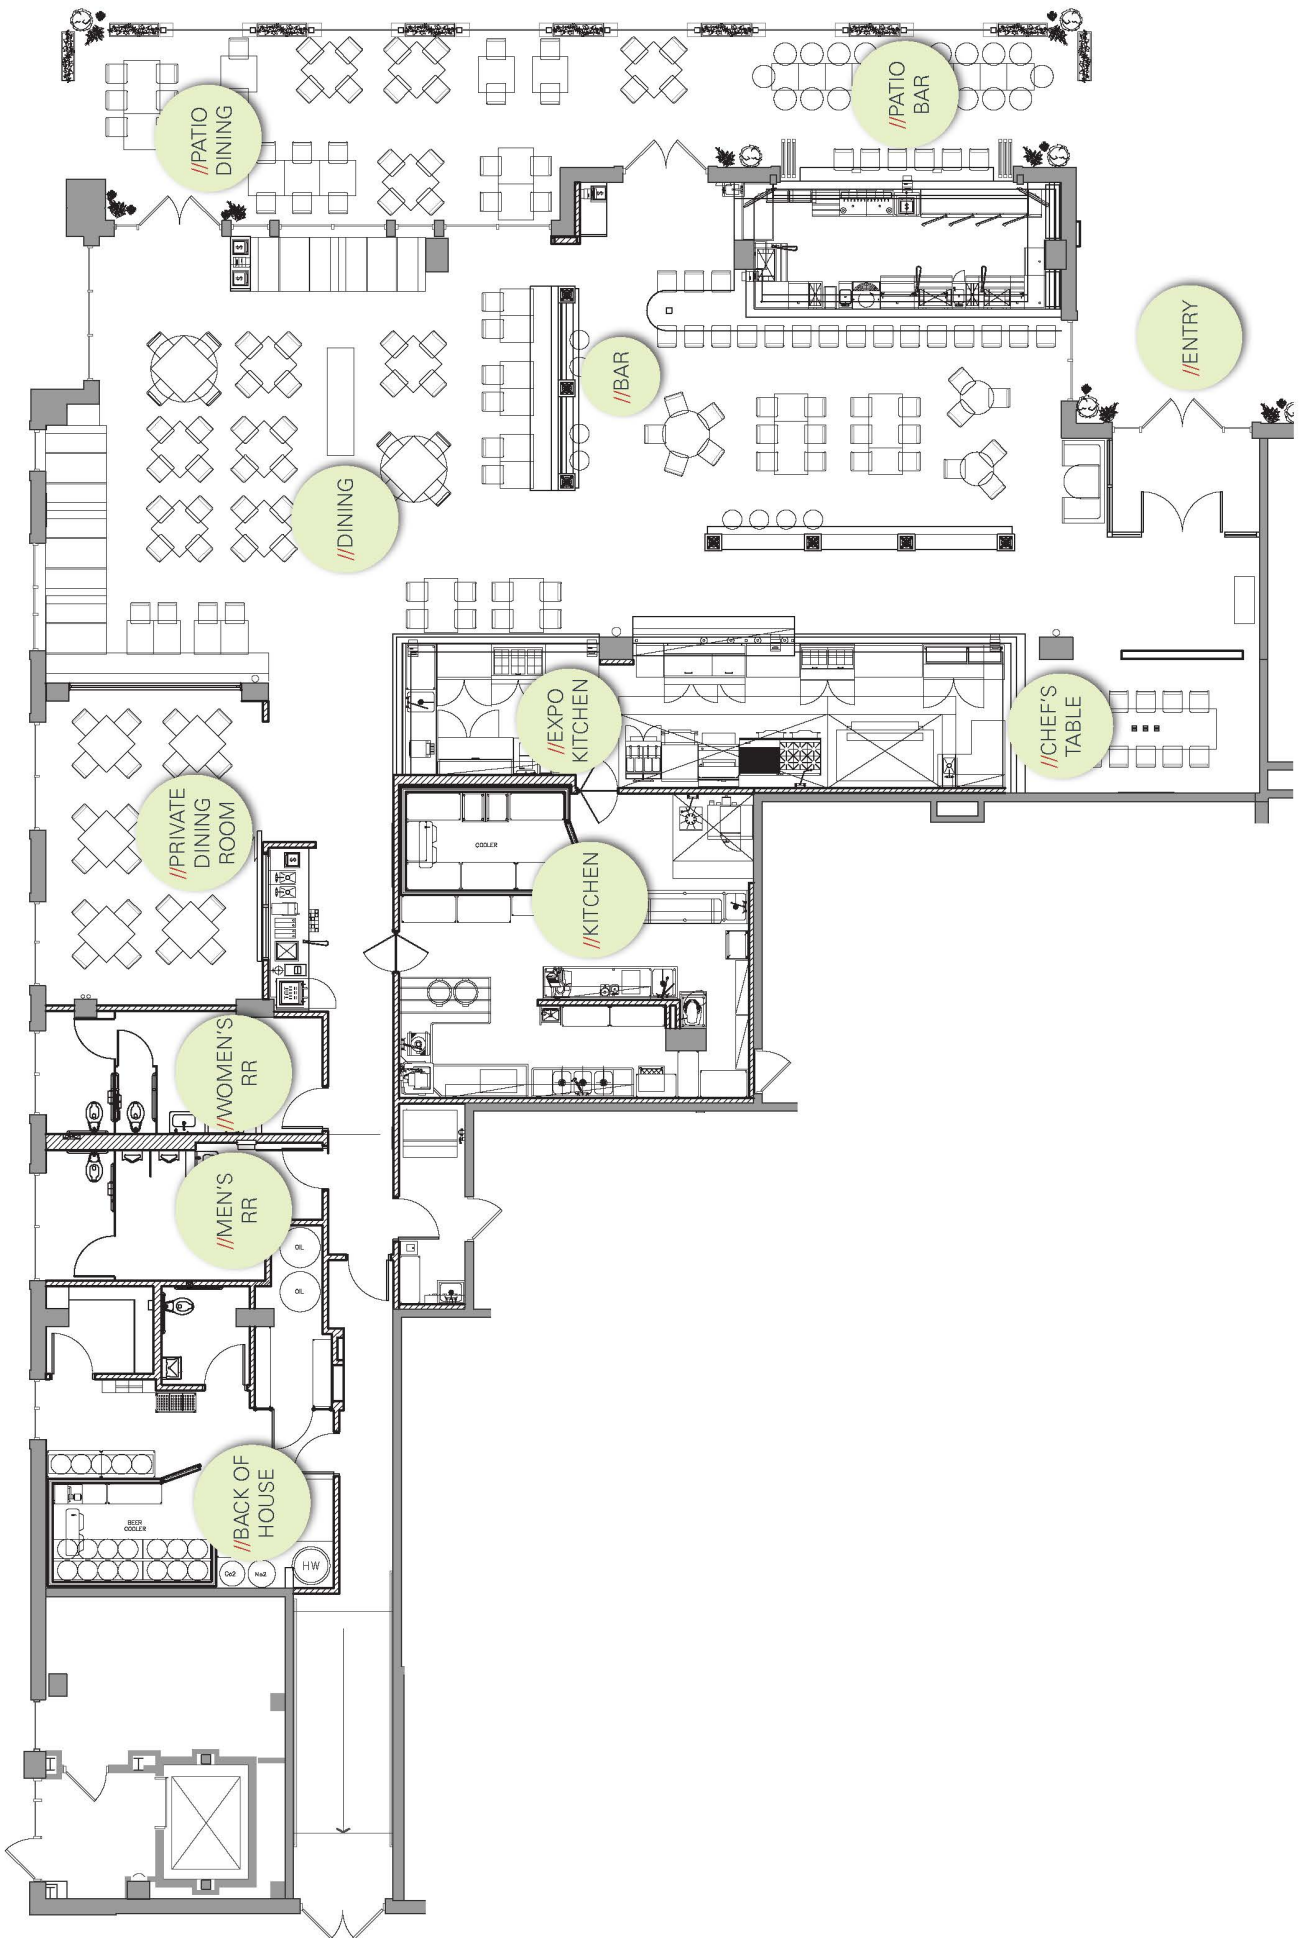 //PATIO
DINING
//PATIO
BAR
//ENTRY
//BAR
//DINING
//EXPO
KITCHEN
//CHEF'S
TABLE
//PRIVATE
DINING
ROOM
COOLER
//KITCHEN
//WOMEN'S
RR
//MEN'S
RR
OIL
OIL
//BACK OF
HOUSE
BEER
COOLER
Co2
No2
HW